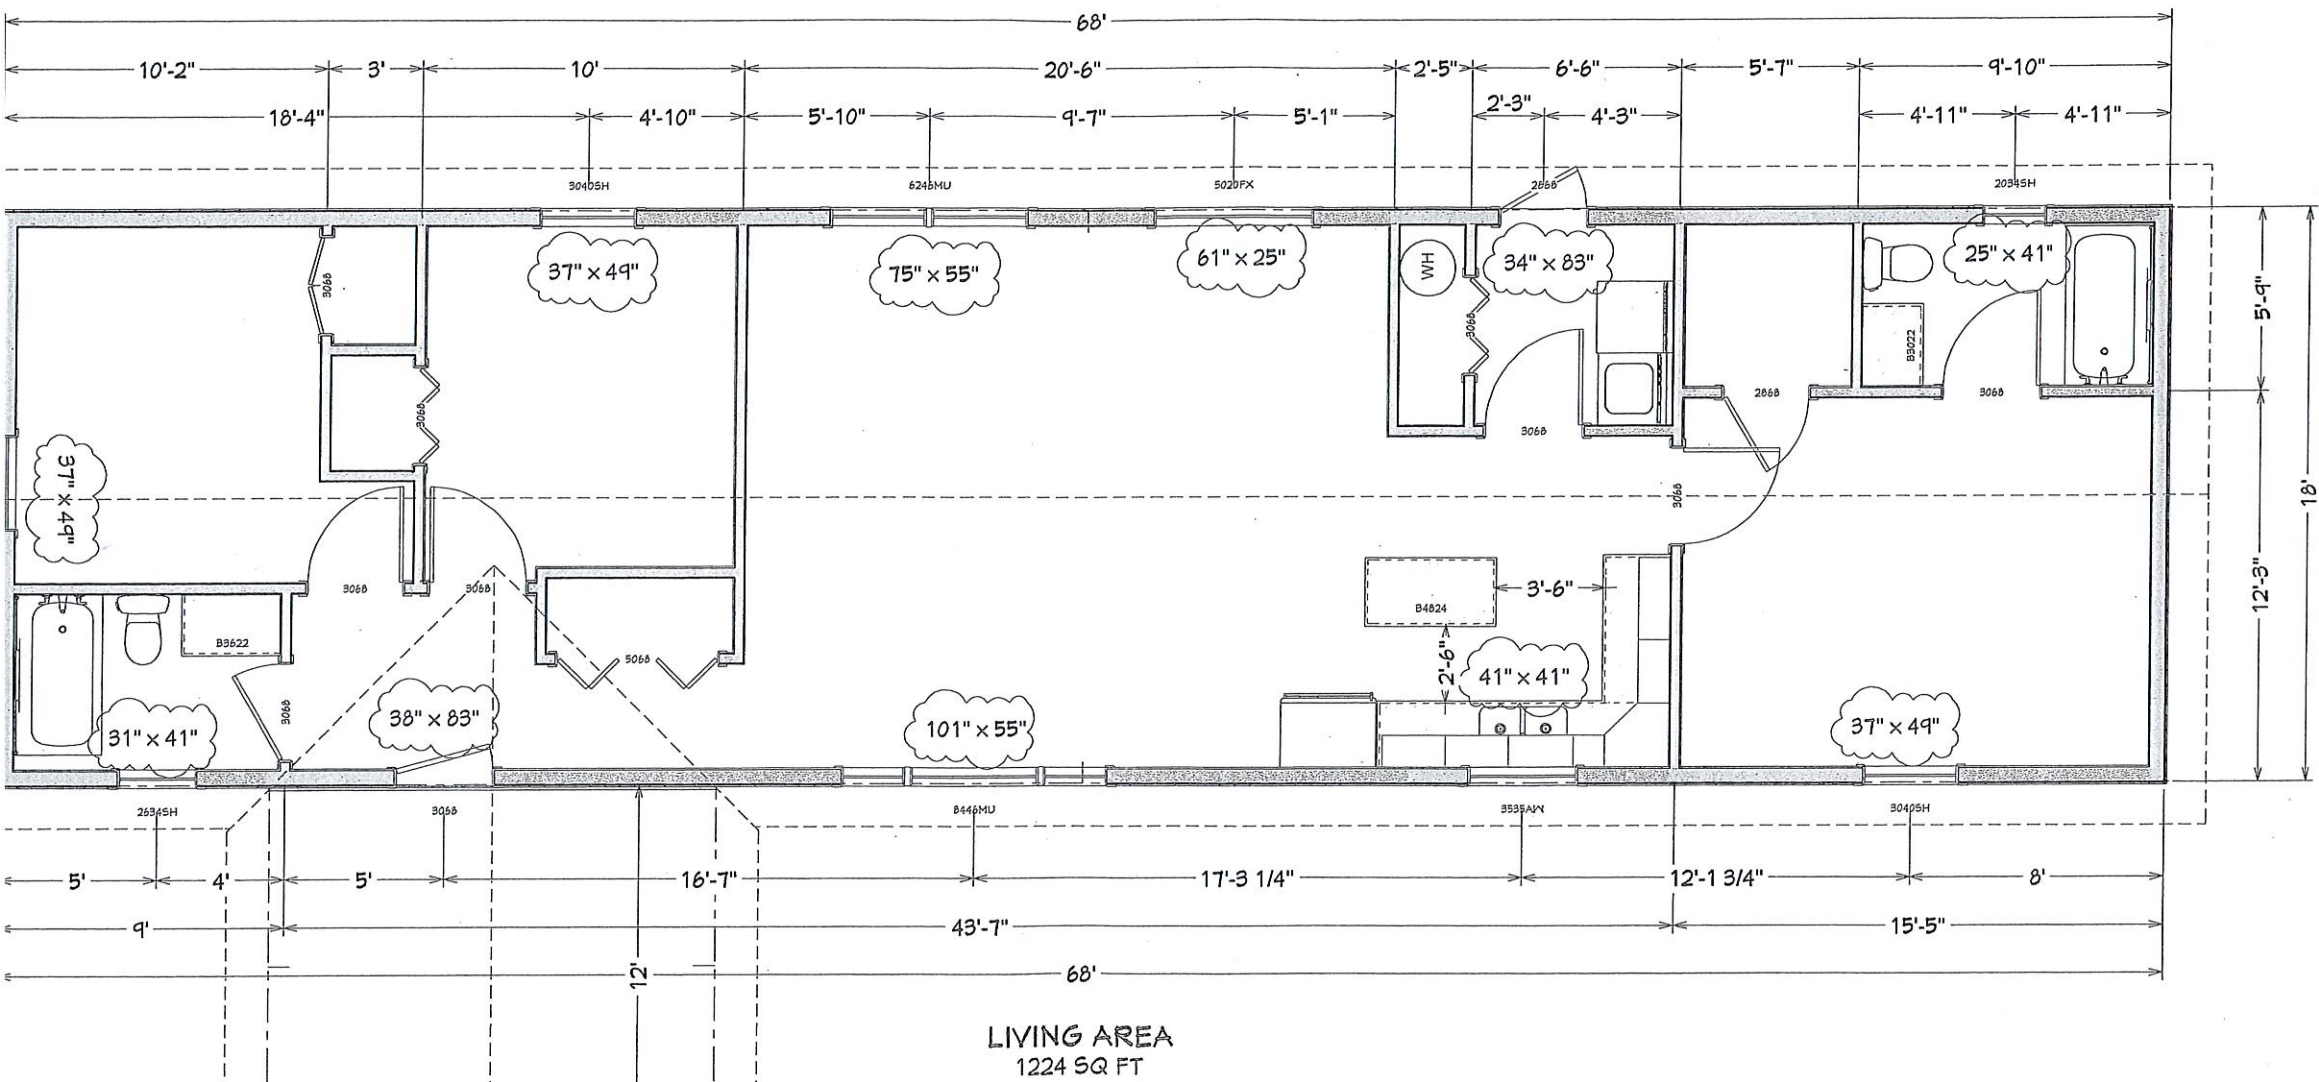 68'
10'-2" 3' 10' 20'-6" 2'-5" 6'-6" 5'-7" 9'-10"
18'-4" 4'-10" 5'-10" 9'-7" 5'-1" 2'-3" 4'-3" 4'-11" 4'-11"
3040SH 6246MU 5020FX 2868 2034SH
37" x 49" 75" x 55" 61" x 25" WH 34" x 83" 25" x 41"
3068
5'-9"
3068
B3022
3068
2868 3068
3068
37" x 49"
3068
18'
3068 3068
3'-6"
12'-3"
B4824
B3622
5068
2'-6"
41" x 41"
3068
38" x 83"
31" x 41"
101" x 55"
37" x 49"
2634SH 3068 8446MU 3535AW 3040SH
5' 4' 5' 16'-7" 17'-3 1/4" 12'-1 3/4" 8'
9' 43'-7" 15'-5"
12'
68'
LIVING AREA
1224 SQ FT